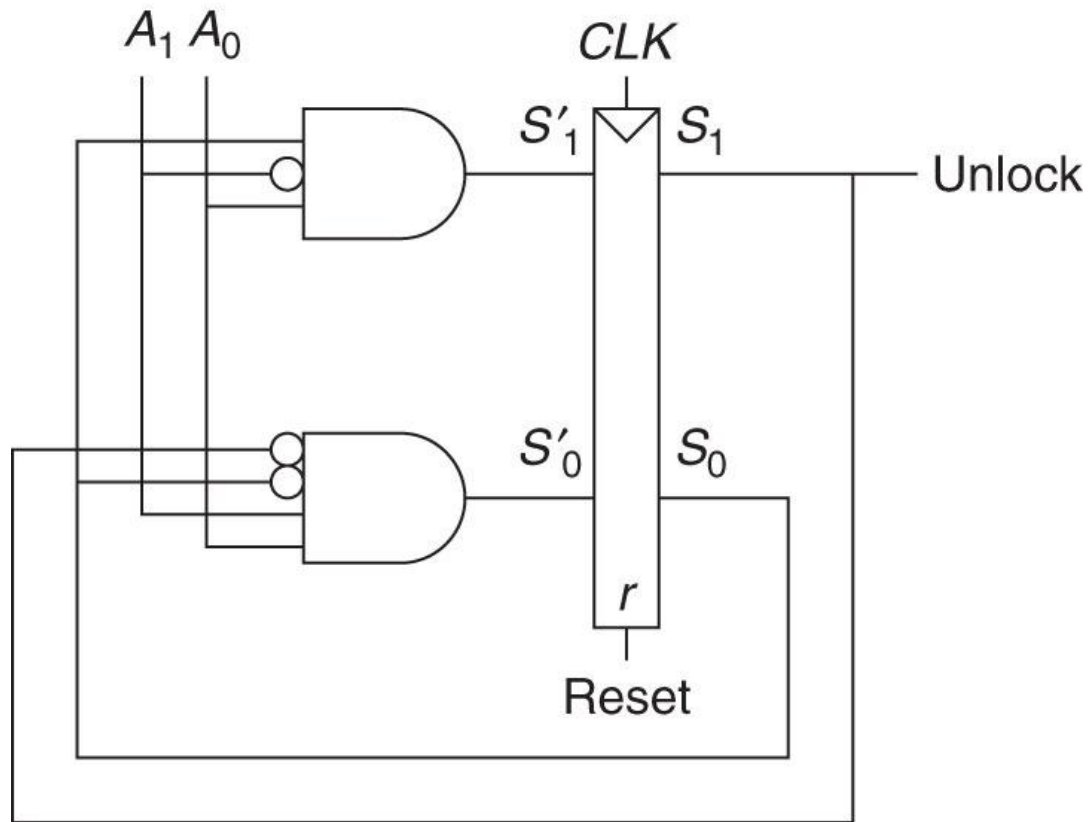 A₁ A₀
CLK
S'₁
S₁
Unlock
S'₀
S₀
r
Reset